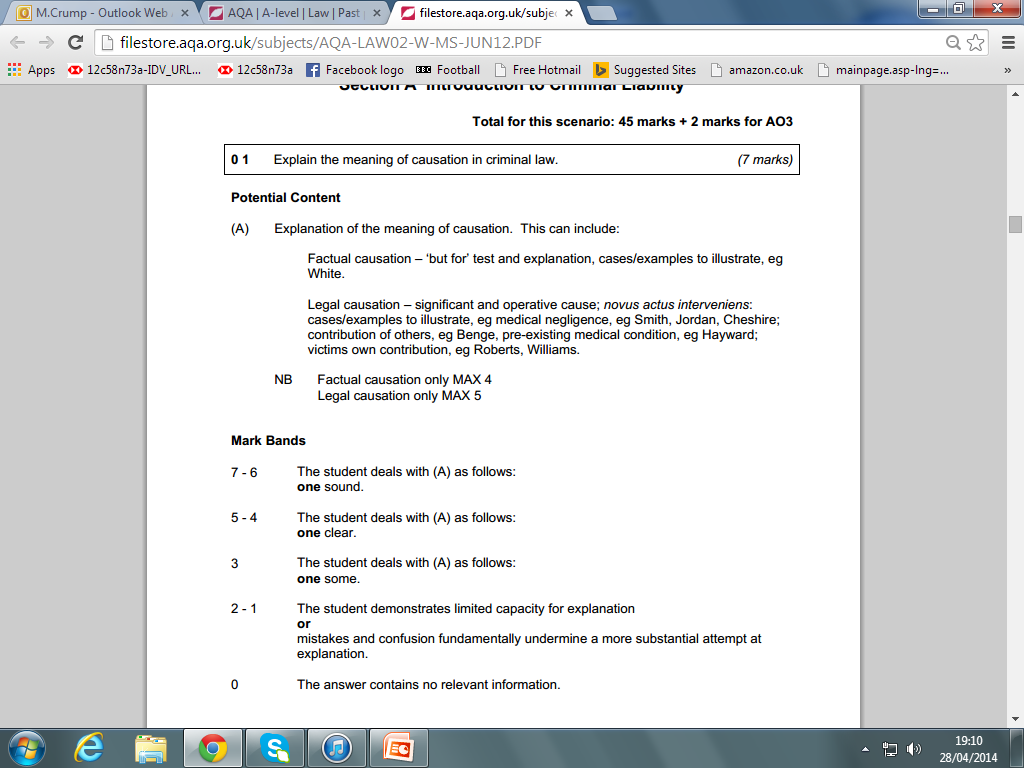 M.Crump - Outlook Web
AQA | A-level | Law | Past
filestore.aqa.org.uk/subje
filestore.aqa.org.uk/subjects/AQA-LAW02-W-MS-JUN12.PDF
Apps 12c58n73a-IDV_URL... 12c58n73a Facebook logo BBC Football Free Hotmail Suggested Sites amazon.co.uk mainpage.asp-lng=... »
Section A Introduction to Criminal Liability
Total for this scenario: 45 marks + 2 marks for AO3
0 1 Explain the meaning of causation in criminal law. (7 marks)
Potential Content
(A) Explanation of the meaning of causation. This can include:
Factual causation – ‘but for’ test and explanation, cases/examples to illustrate, eg
White.
Legal causation – significant and operative cause; novus actus interveniens:
cases/examples to illustrate, eg medical negligence, eg Smith, Jordan, Cheshire;
contribution of others, eg Benge, pre-existing medical condition, eg Hayward;
victims own contribution, eg Roberts, Williams.
NB Factual causation only MAX 4
Legal causation only MAX 5
Mark Bands
7 - 6 The student deals with (A) as follows:
one sound.
5 - 4 The student deals with (A) as follows:
one clear.
3 The student deals with (A) as follows:
one some.
2 - 1 The student demonstrates limited capacity for explanation
or
mistakes and confusion fundamentally undermine a more substantial attempt at
explanation.
0 The answer contains no relevant information.
19:10
28/04/2014